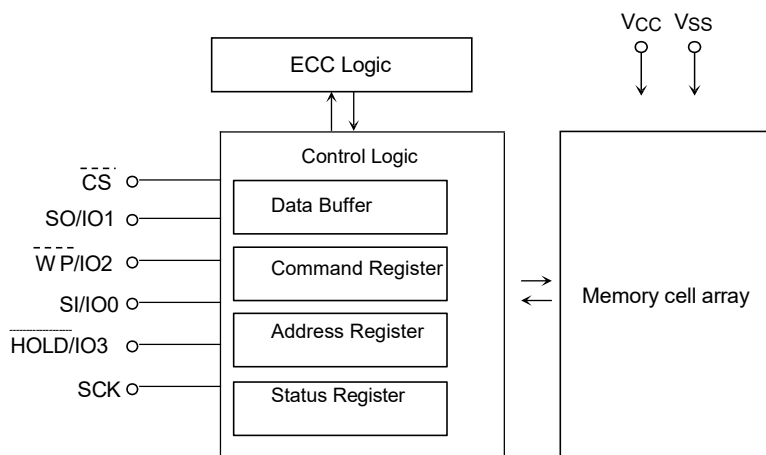 VCC VSS
ECC Logic
Control Logic
CS
Data Buffer
SO/IO1
WP/IO2
Command Register
SI/IO0
Memory cell array
HOLD/IO3
Address Register
SCK
Status Register